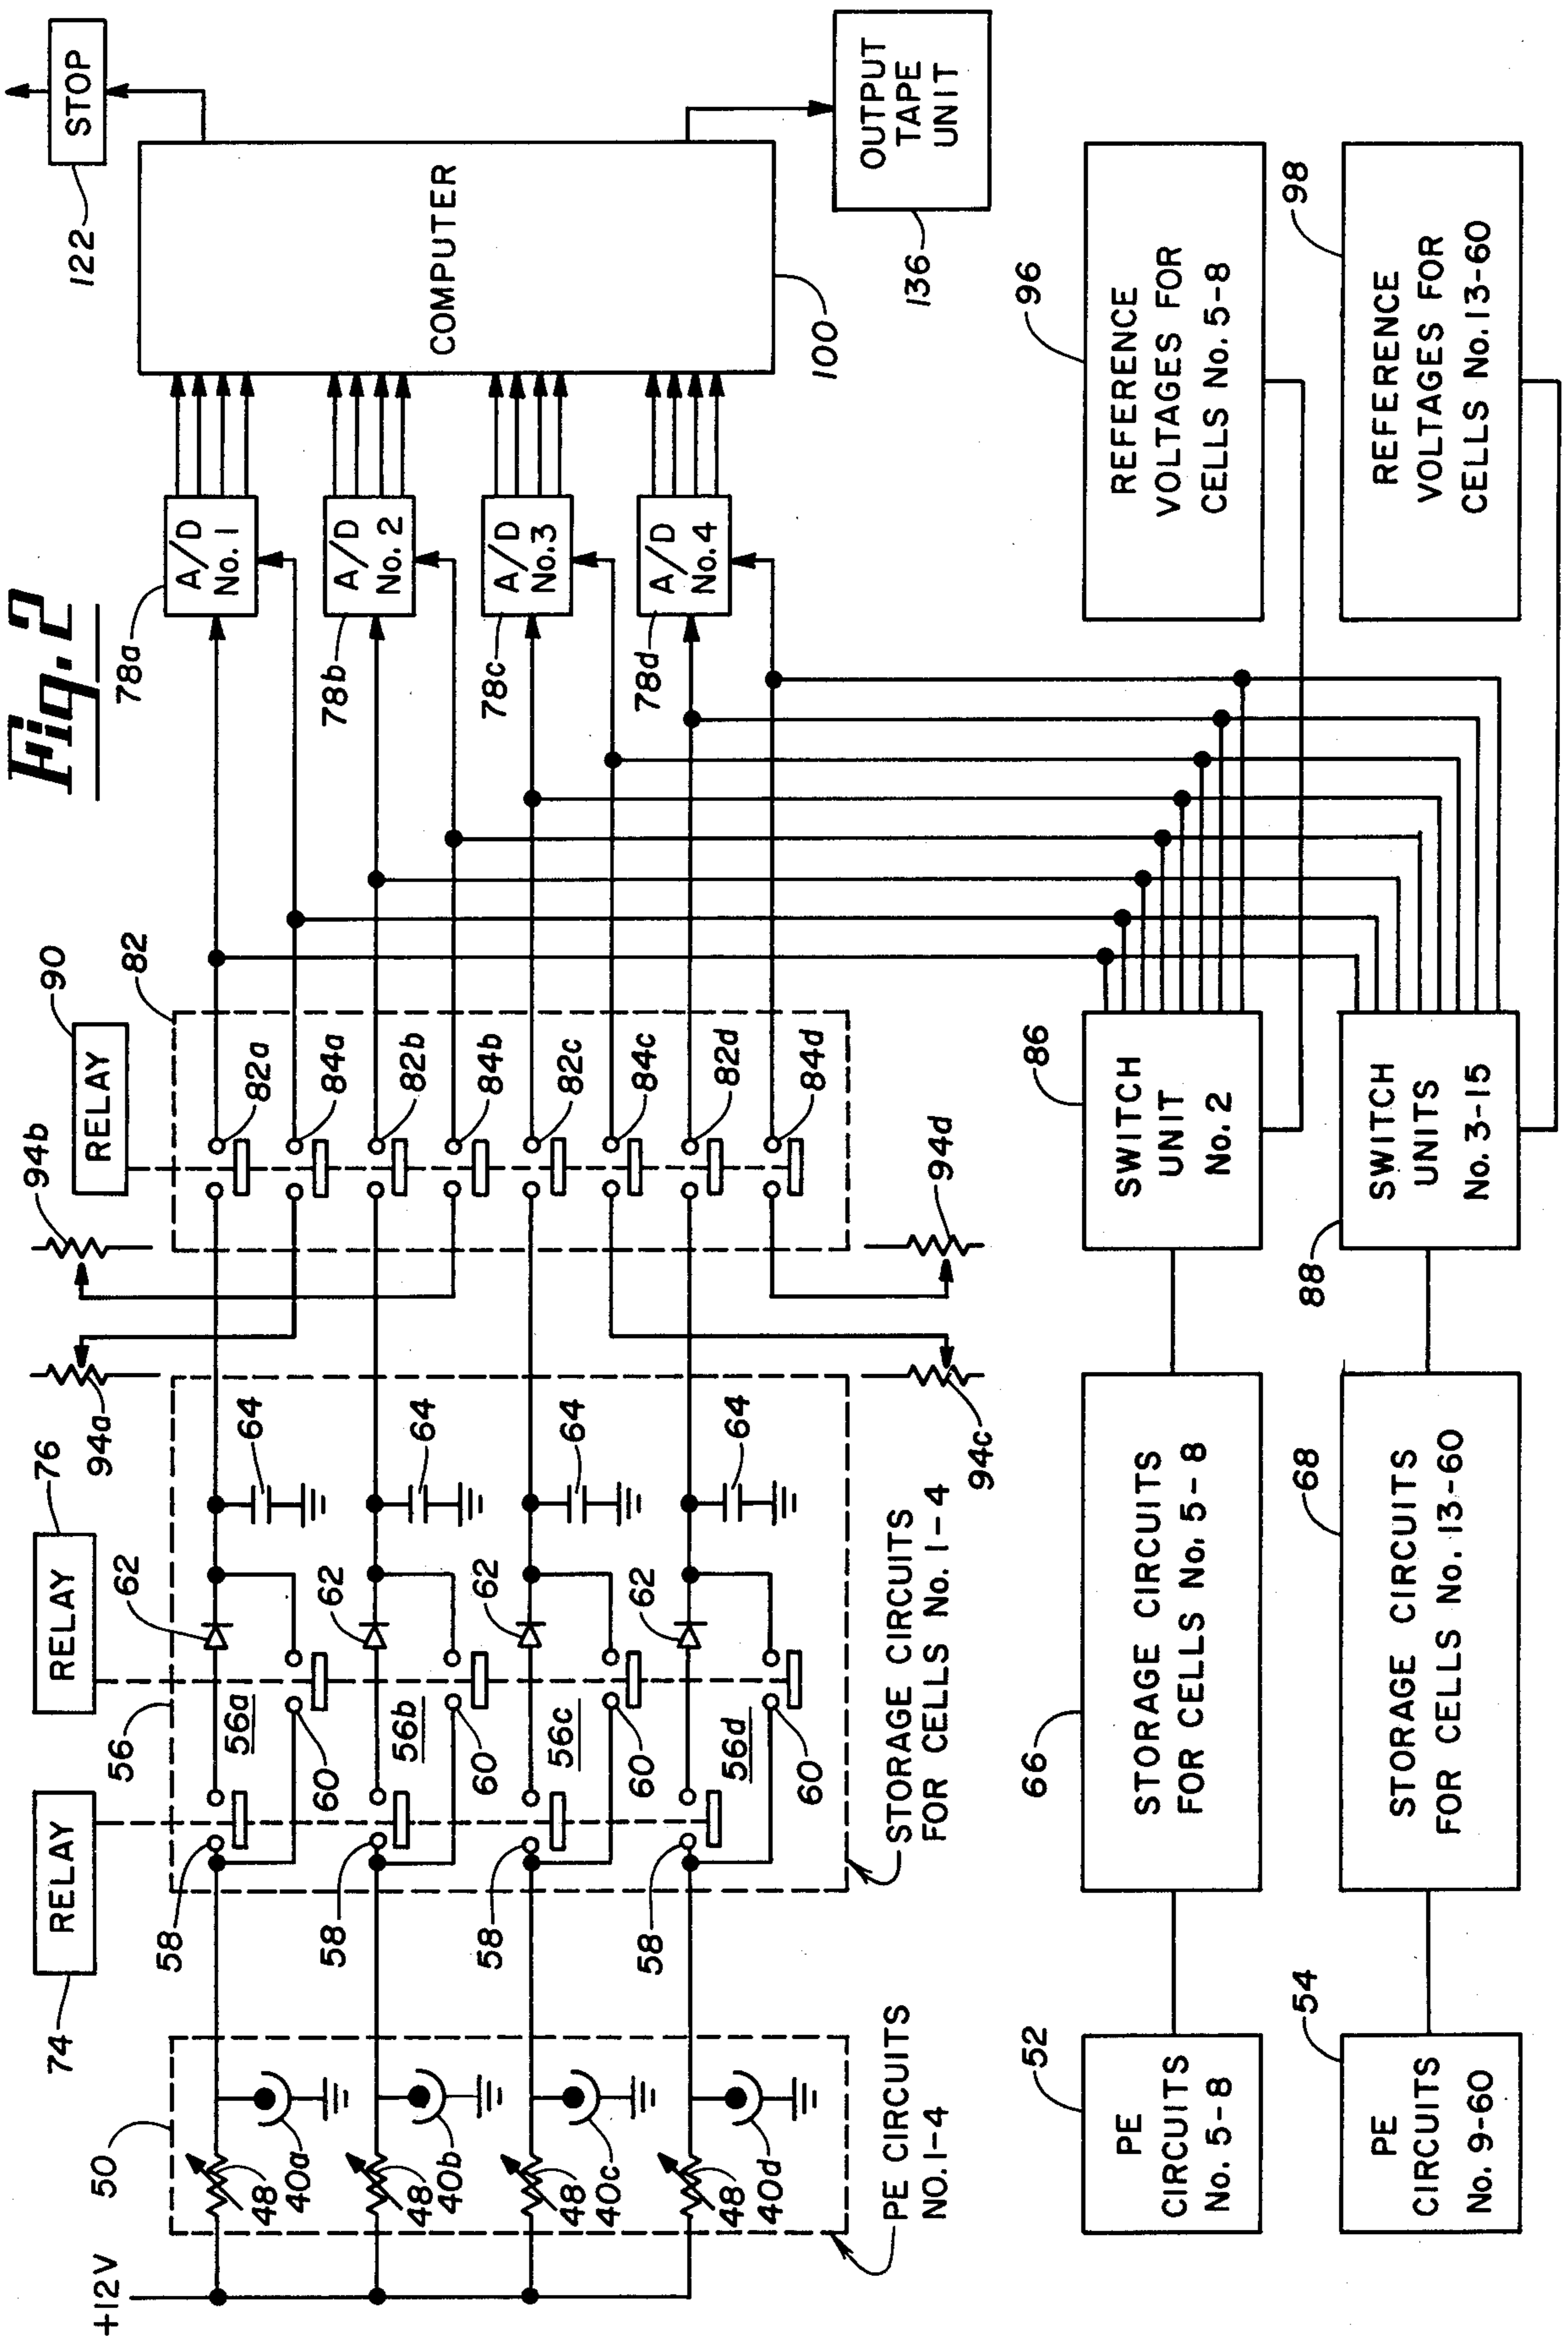 Fig. 2
+12V
50
48
40a
48
40b
48
40c
48
40d
PE CIRCUITS
NO. 1-4
74
RELAY
RELAY
76
56
58
58
58
58
56a
56b
56c
56d
60
60
60
60
62
62
62
62
64
64
64
64
STORAGE CIRCUITS
FOR CELLS No. 1-4
94a
94b
94c
94d
RELAY
90
82
82a
84a
82b
84b
82c
84c
82d
84d
78a
A/D
No. 1
78b
A/D
No. 2
78c
A/D
No. 3
78d
A/D
No. 4
COMPUTER
100
122
STOP
136
OUTPUT
TAPE
UNIT
52
PE
CIRCUITS
No. 5-8
66
STORAGE CIRCUITS
FOR CELLS No. 5-8
86
SWITCH
UNIT
No. 2
96
REFERENCE
VOLTAGES FOR
CELLS No. 5-8
54
PE
CIRCUITS
No. 9-60
68
STORAGE CIRCUITS
FOR CELLS No. 13-60
88
SWITCH
UNITS
No. 3-15
98
REFERENCE
VOLTAGES FOR
CELLS No. 13-60